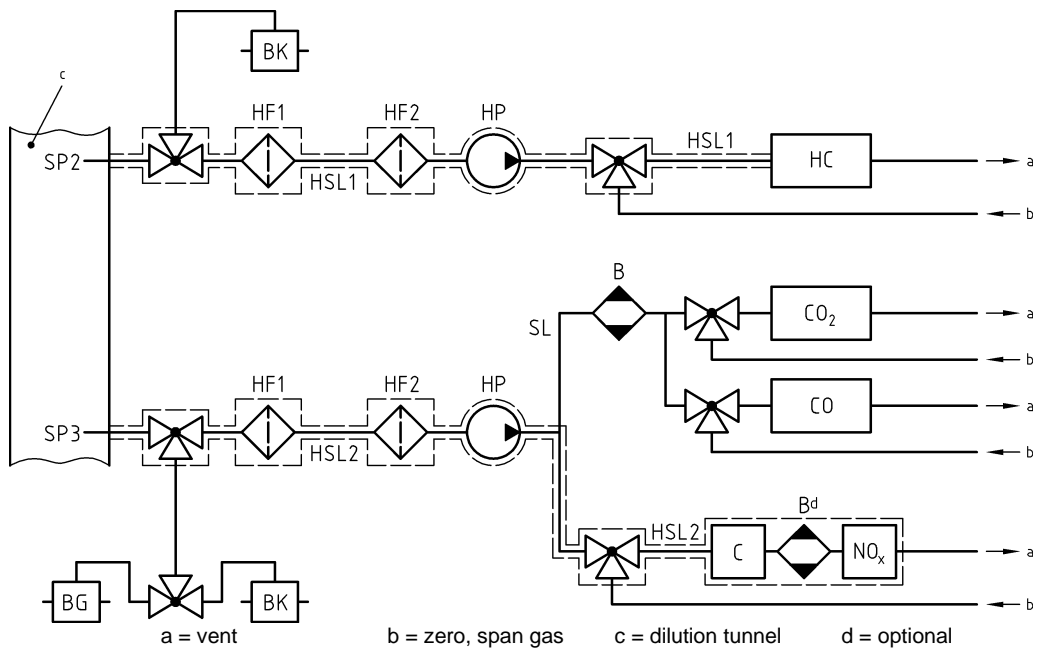 BK
c
HF1
HF2
HP
SP2
HSL1
HSL1
HC
a
b
B
SL
CO₂
a
b
HF1
HF2
HP
CO
a
SP3
HSL2
b
Bᵈ
HSL2
C
NOₓ
a
BG
BK
b
a = vent b = zero, span gas c = dilution tunnel d = optional